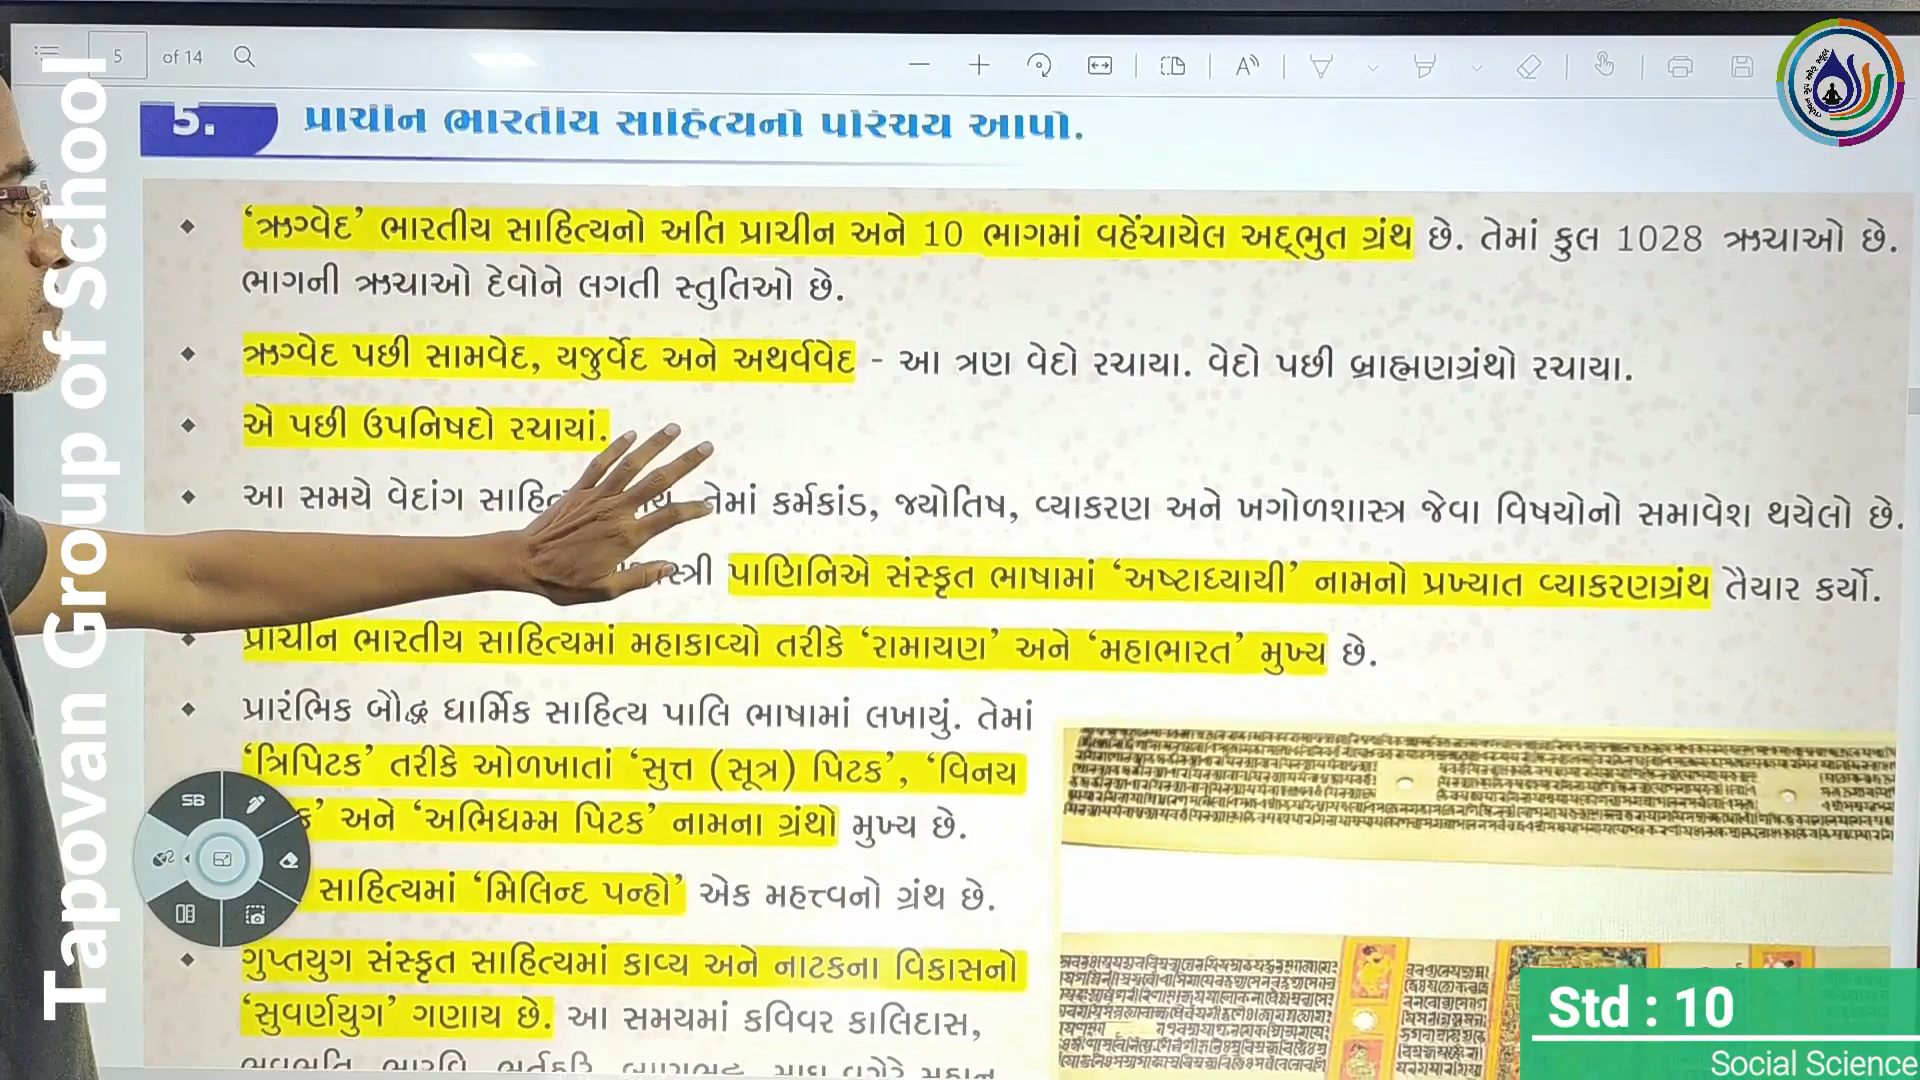 5 of 14
5. પ્રાચીન ભારતીય સાહિત્યનો પરિચય આપો.
‘ઋગ્વેદ’ ભારતીય સાહિત્યનો અતિ પ્રાચીન અને 10 ભાગમાં વહેંચાયેલ અદ્ભુત ગ્રંથ છે. તેમાં કુલ 1028 ઋચાઓ છે.
ભાગની ઋચાઓ દેવોને લગતી સ્તુતિઓ છે.
ઋગ્વેદ પછી સામવેદ, યજુર્વેદ અને અથર્વવેદ - આ ત્રણ વેદો રચાયા. વેદો પછી બ્રાહ્મણગ્રંથો રચાયા.
એ પછી ઉપનિષદો રચાયાં.
આ સમયે વેદાંગ તેમાં કર્મકાંડ, જ્યોતિષ, વ્યાકરણ અને ખગોળશાસ્ત્ર જેવા વિષયોનો સમાવેશ થયેલો છે.
પાણિનિએ સંસ્કૃત ભાષામાં ‘અષ્ટાધ્યાયી’ નામનો પ્રખ્યાત વ્યાકરણગ્રંથ તૈયાર કર્યો.
પ્રાચીન ભારતીય સાહિત્યમાં મહાકાવ્યો તરીકે ‘રામાયણ’ અને ‘મહાભારત’ મુખ્ય છે.
પ્રારંભિક બૌદ્ધ ધાર્મિક સાહિત્ય પાલિ ભાષામાં લખાયું. તેમાં
‘ત્રિપિટક’ તરીકે ઓળખાતાં ‘સુત્ત (સૂત્ર) પિટક’, ‘વિનય
અને ‘અભિધમ્મ પિટક’ નામના ગ્રંથો મુખ્ય છે.
સાહિત્યમાં ‘મિલિન્દ પન્હો’ એક મહત્ત્વનો ગ્રંથ છે.
ગુપ્તયુગ સંસ્કૃત સાહિત્યમાં કાવ્ય અને નાટકના વિકાસનો
‘સુવર્ણયુગ’ ગણાય છે. આ સમયમાં કવિવર કાલિદાસ,
SB
Tapovan Group of School
Std : 10
Social Science